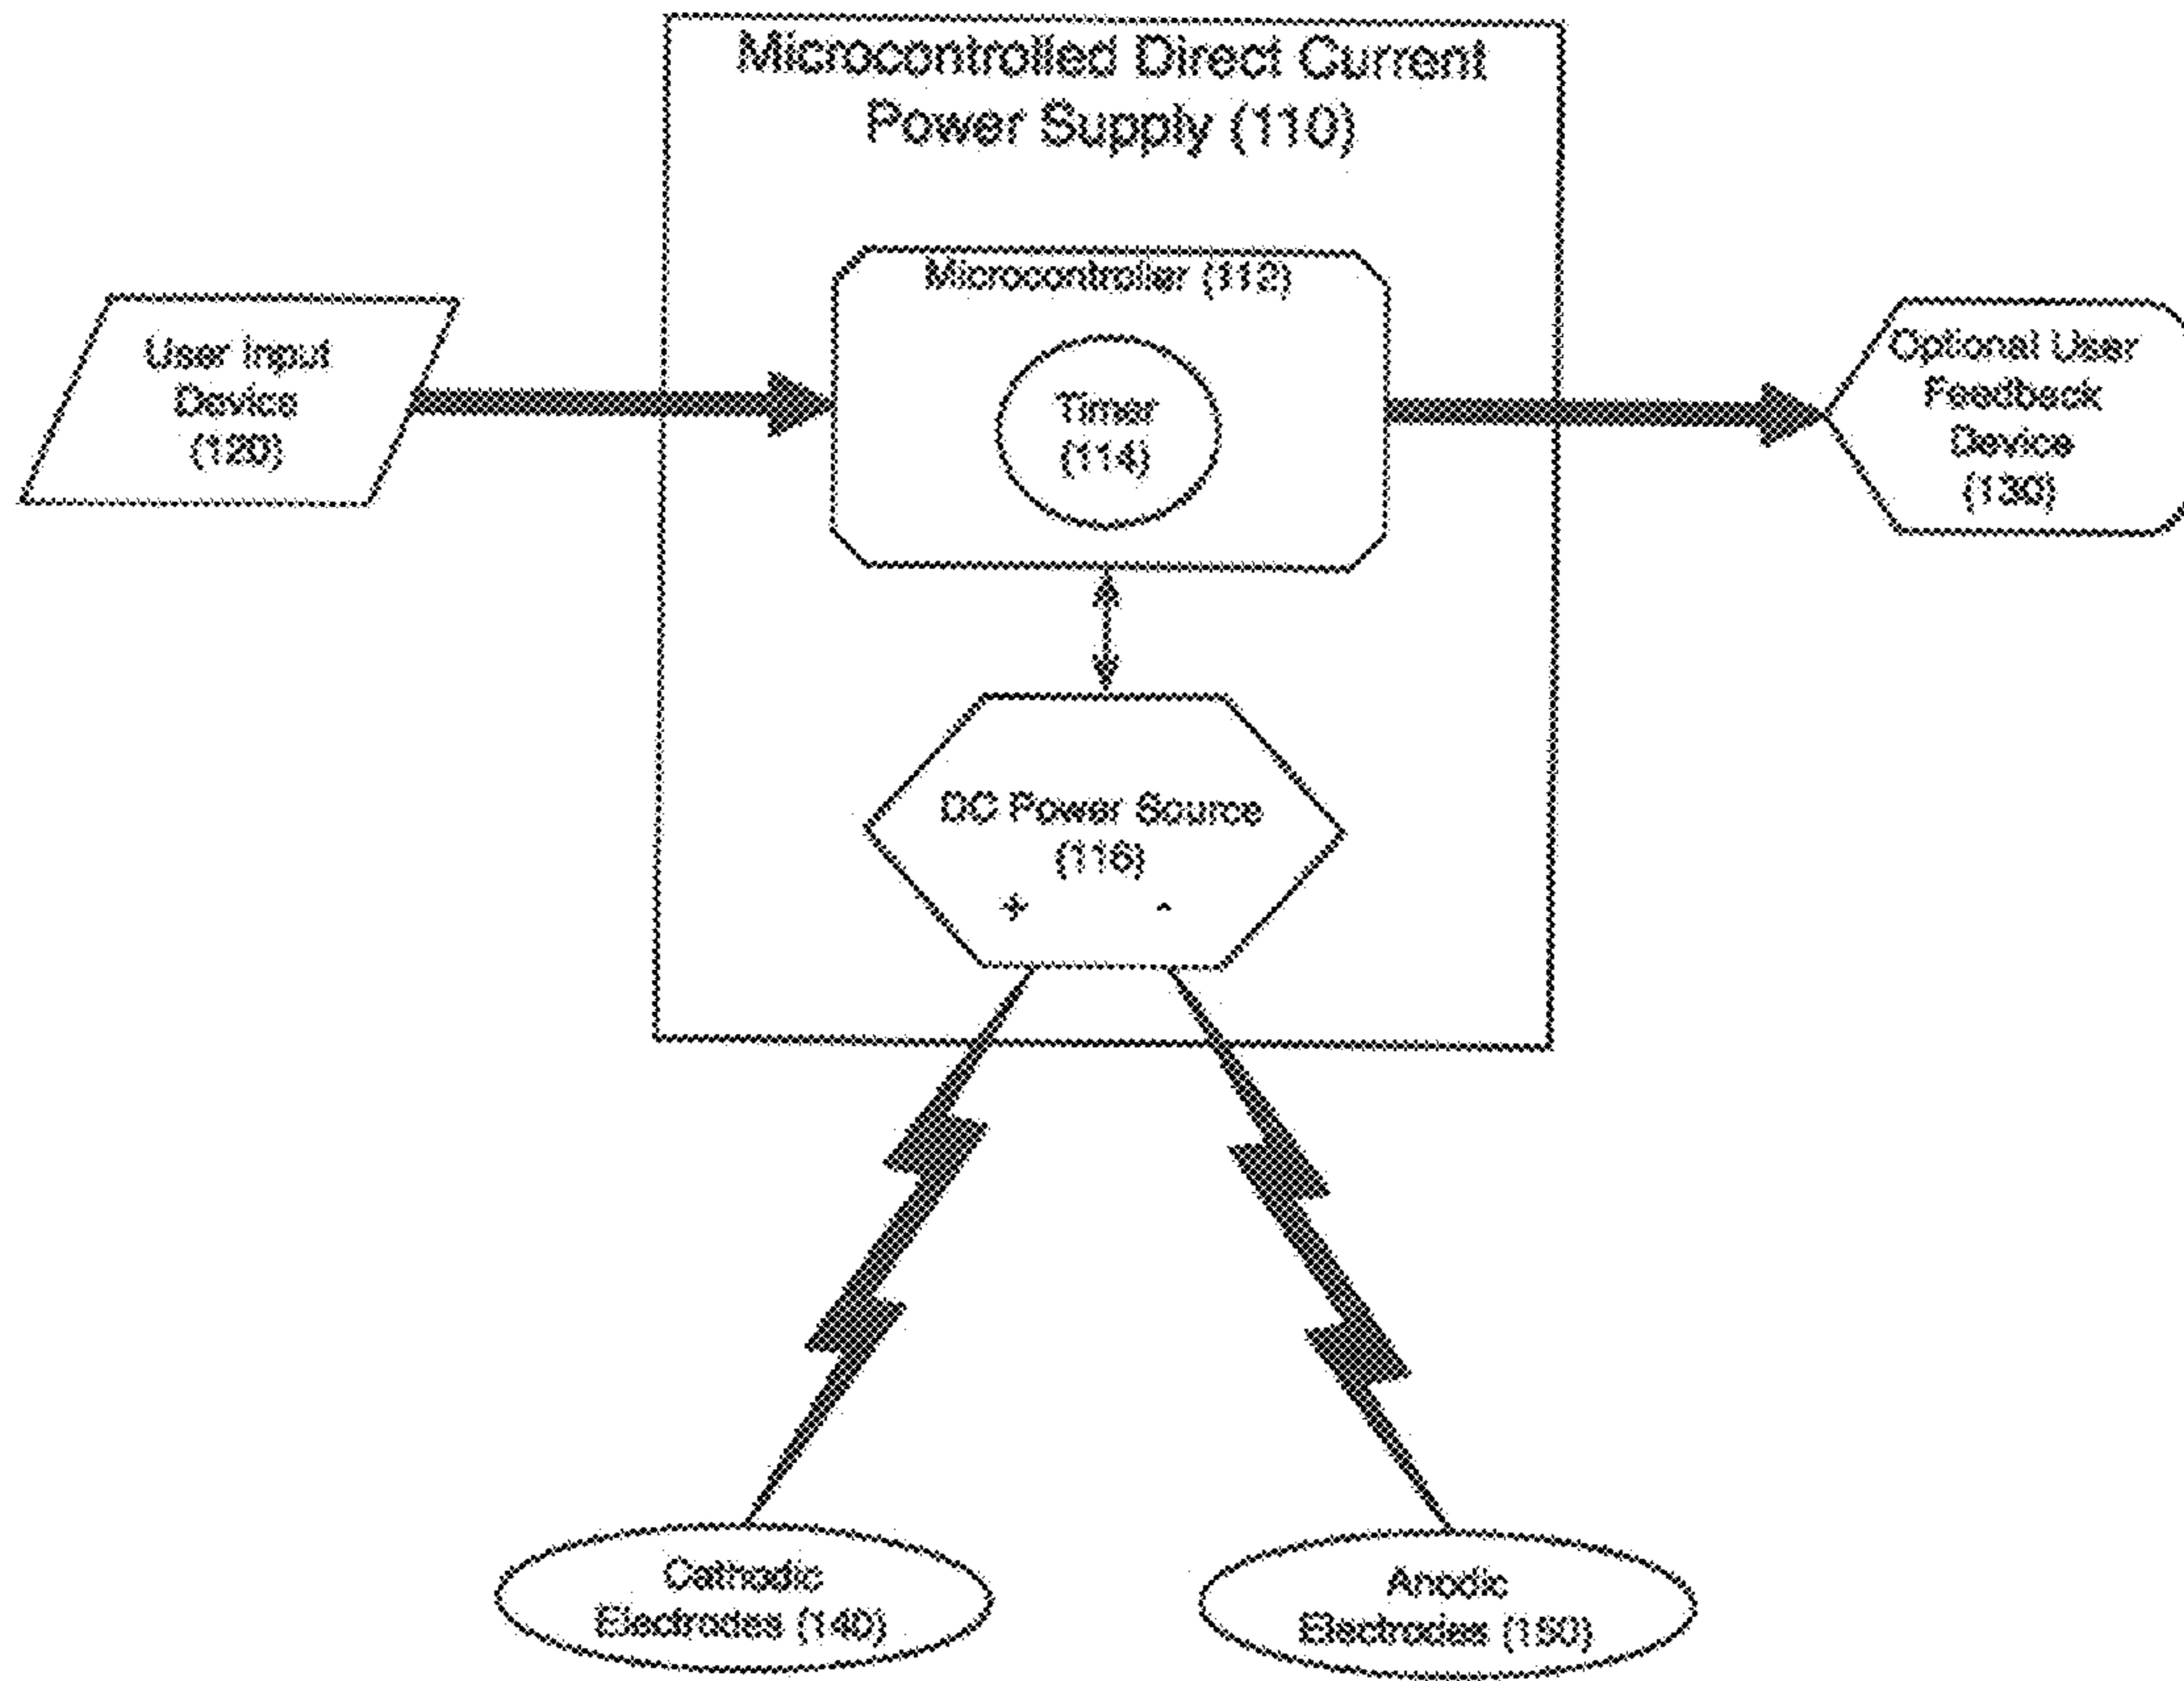 Microcontrolled Direct Current
Power Supply (110)
Microcontroller (112)
User Input
Device
(120)
Timer
(114)
Optional User
Feedback
Device
(130)
DC Power Source
(116)
+ -
Cathodic
Electrodes (140)
Anodic
Electrodes (150)